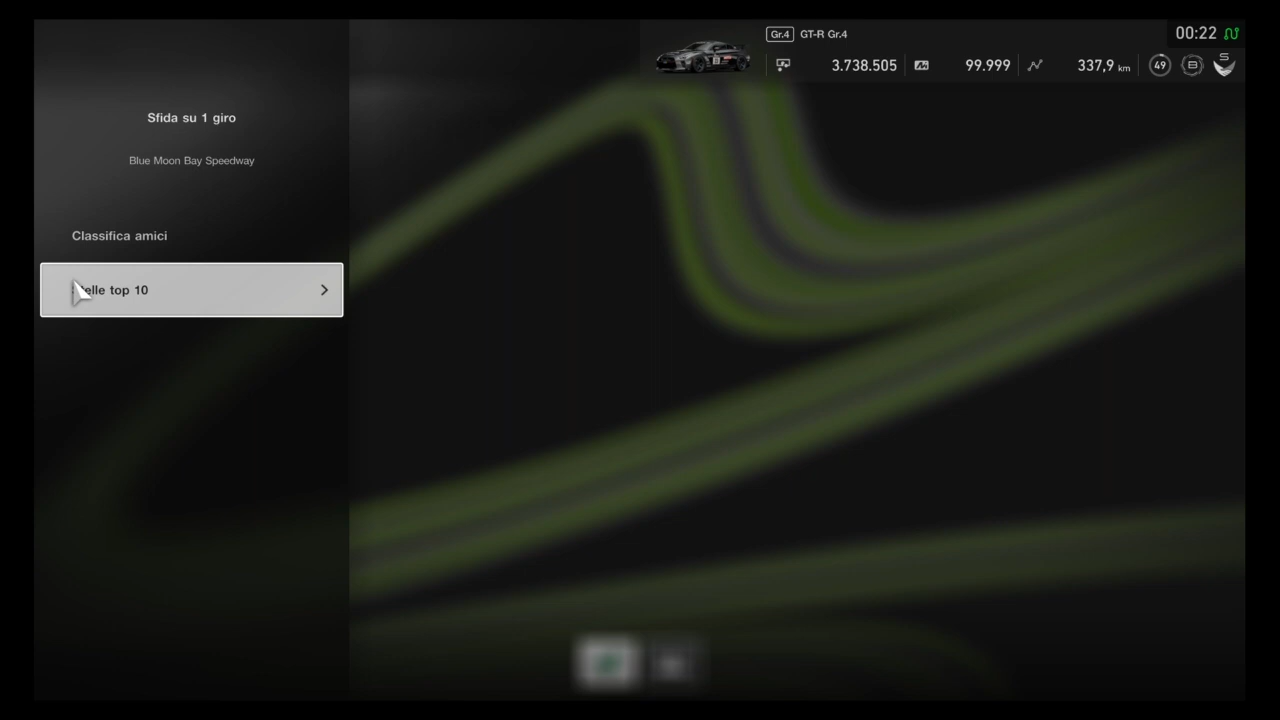 Gr.4 GT-R Gr.4
00:22
3.738.505 99.999 337,9 km 49 B S
Sfida su 1 giro
Blue Moon Bay Speedway
Classifica amici
top 10